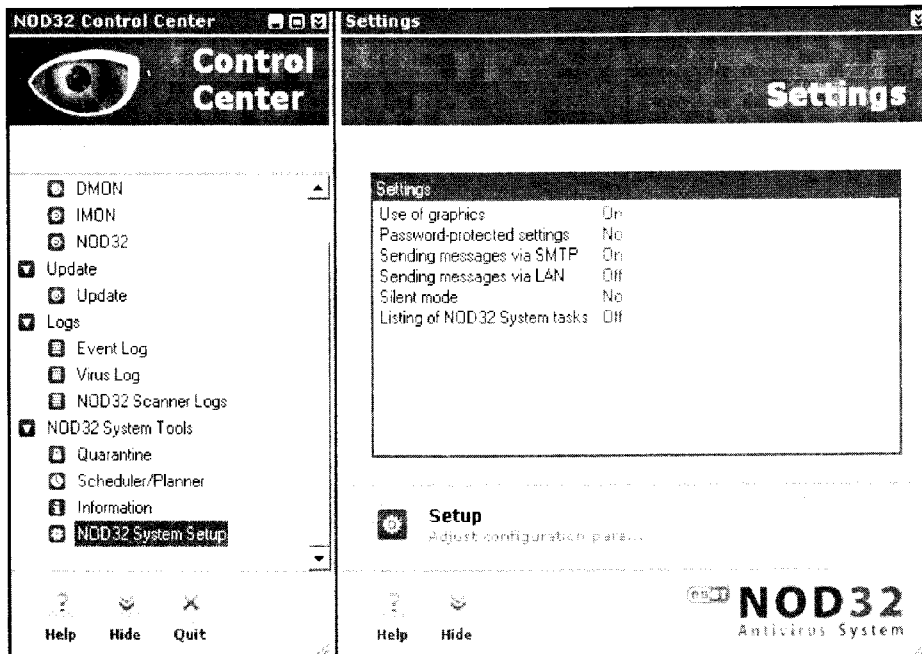 NOD32 Control Center
Control
Center
DMON
IMON
NOD32
Update
Update
Logs
Event Log
Virus Log
NOD32 Scanner Logs
NOD32 System Tools
Quarantine
Scheduler/Planner
Information
NOD32 System Setup
Help Hide Quit
Settings
Settings
Settings
Use of graphics On
Password-protected settings No
Sending messages via SMTP On
Sending messages via LAN Off
Silent mode No
Listing of NOD32 System tasks Off
Setup
Adjust configuration para...
Help Hide
eset NOD32
Antivirus System